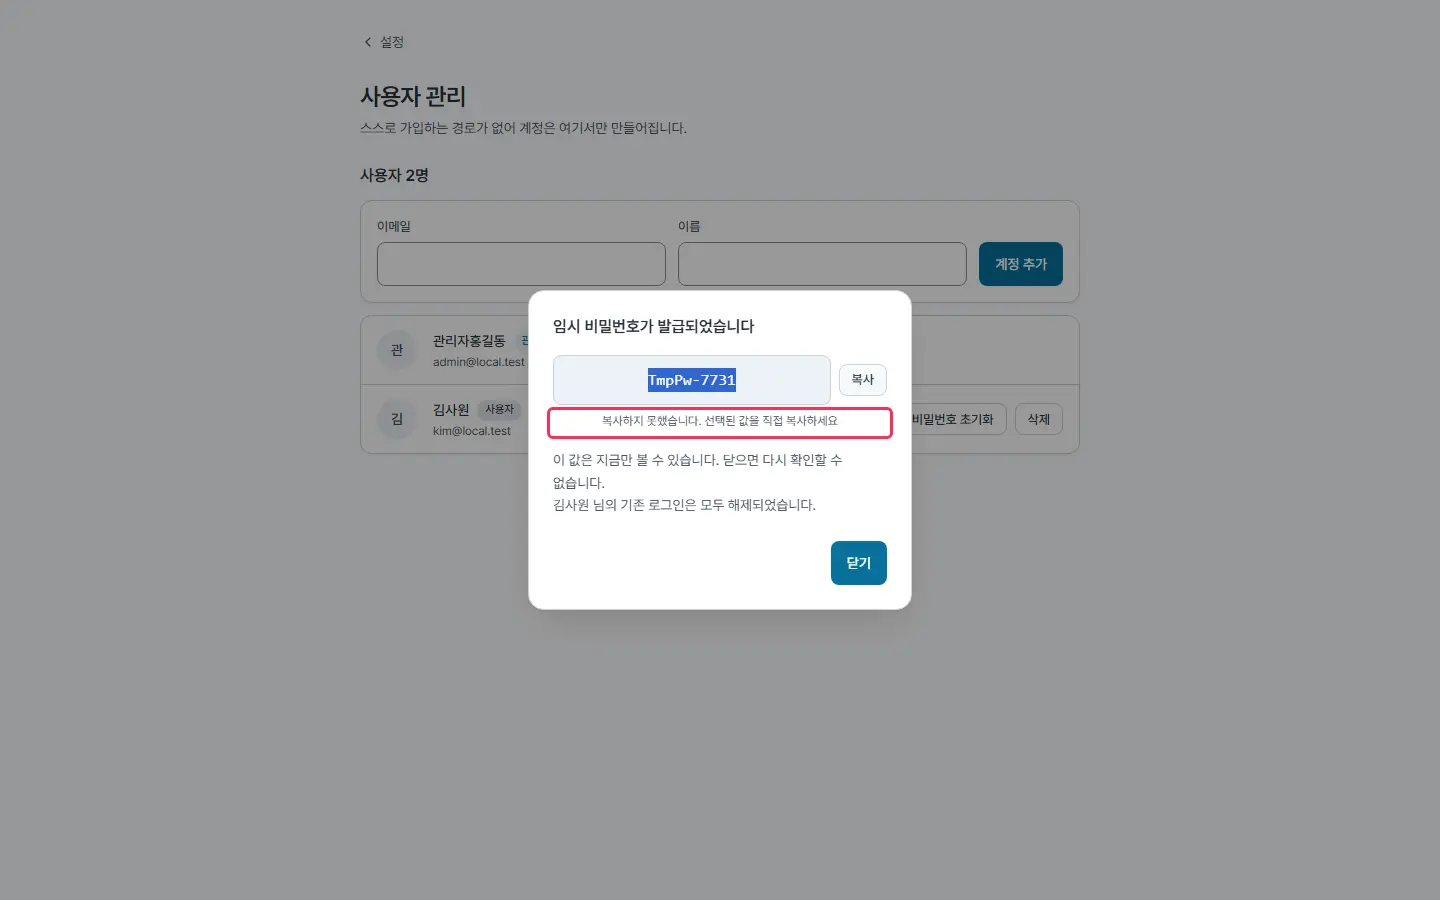 설정
사용자 관리
스스로 가입하는 경로가 없어 계정은 여기서만 만들어집니다.
사용자 2명
이메일
이름
계정 추가
관
관리자홍길동
admin@local.test
김
김사원
사용자
kim@local.test
비밀번호 초기화
삭제
임시 비밀번호가 발급되었습니다
TmpPw-7731
복사
복사하지 못했습니다. 선택된 값을 직접 복사하세요
이 값은 지금만 볼 수 있습니다. 닫으면 다시 확인할 수
없습니다.
김사원 님의 기존 로그인은 모두 해제되었습니다.
닫기